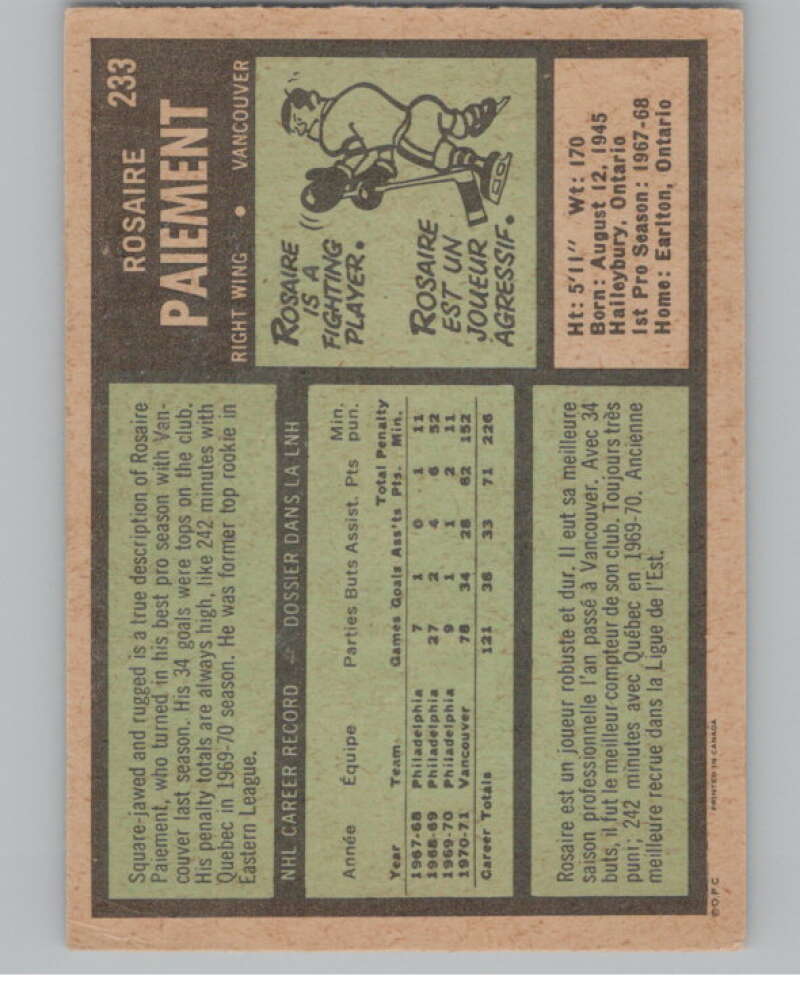 ROSAIRE 233
PAIEMENT
RIGHT WING • VANCOUVER
Square-jawed and rugged is a true description of Rosaire
Paiement, who turned in his best pro season with Van-
couver last season. His 34 goals were tops on the club.
His penalty totals are always high, like 242 minutes with
Quebec in 1969-70 season. He was former top rookie in
Eastern League.
ROSAIRE
IS A
FIGHTING
PLAYER.
ROSAIRE
EST UN
JOUEUR
AGRESSIF.
NHL CAREER RECORD — DOSSIER DANS LA LNH
Année Équipe Parties Buts Assist. Pts Min. pun.
Year Team Games Goals Ass'ts Total Pts. Penalty Min.
1967-68 Philadelphia 7 1 0 1 11
1968-69 Philadelphia 27 2 4 6 52
1969-70 Philadelphia 9 1 1 2 11
1970-71 Vancouver 78 34 28 62 152
Career Totals 121 38 33 71 226
Ht: 5'11" Wt: 170
Born: August 12, 1945
Haileybury, Ontario
1st Pro Season: 1967-68
Home: Earlton, Ontario
Rosaire est un joueur robuste et dur. Il eut sa meilleure
saison professionnelle l'an passé à Vancouver. Avec 34
buts, il fut le meilleur compteur de son club. Toujours très
puni; 242 minutes avec Québec en 1969-70. Ancienne
meilleure recrue dans la Ligue de l'Est.
©O.P.C. PRINTED IN CANADA